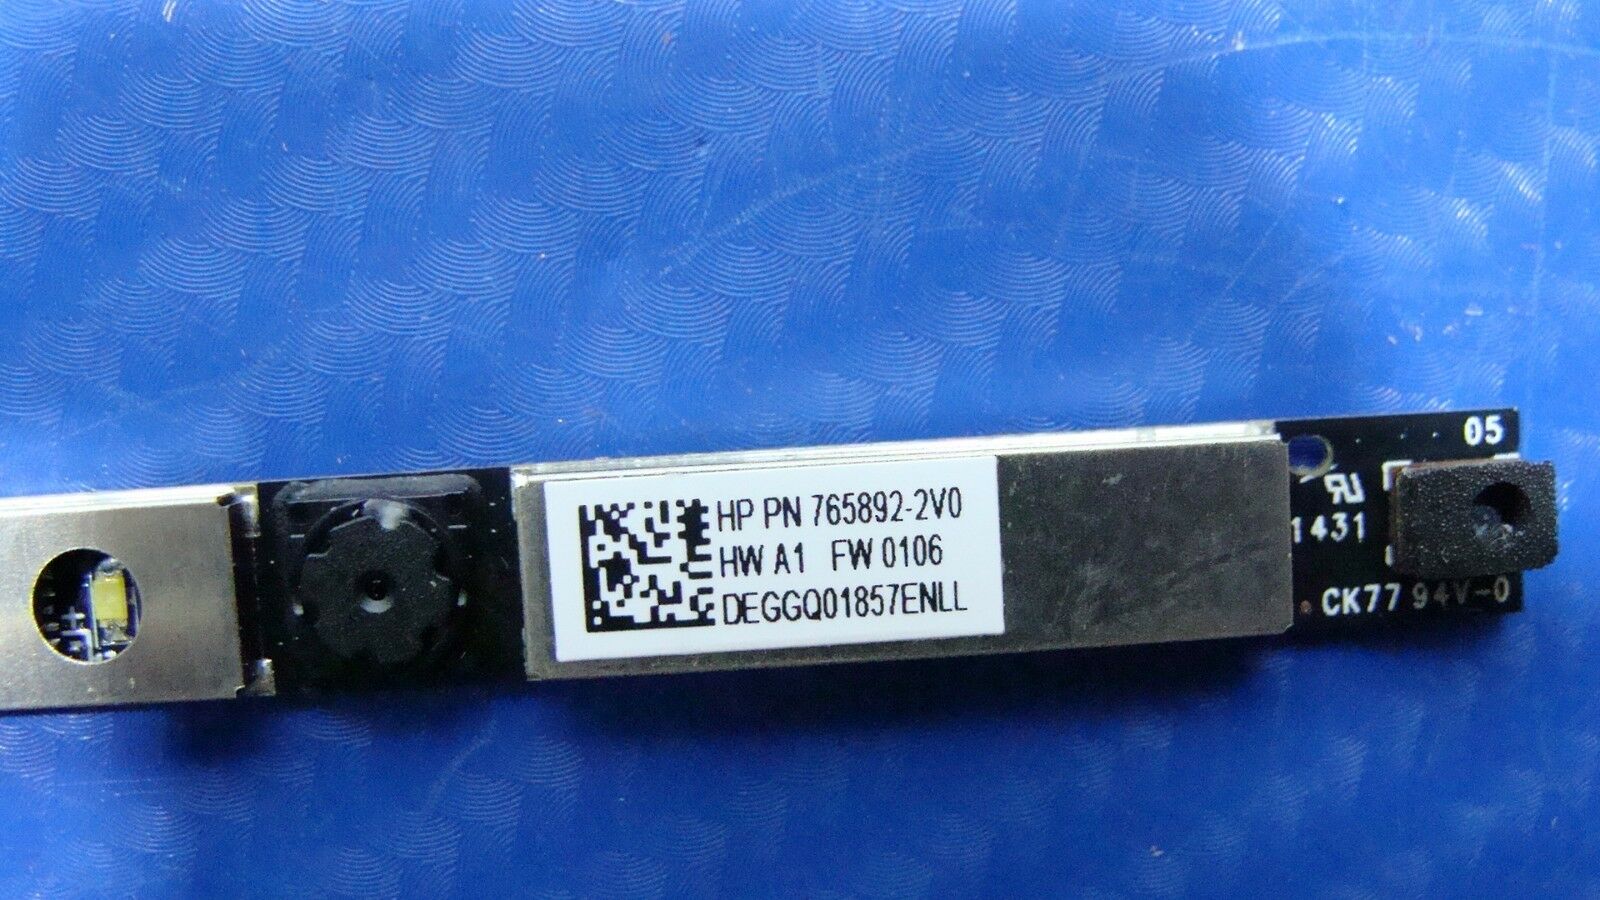 HP PN 765892-2V0
HW A1 FW 0106
DEGGQ01857ENLL
05
1431
CK77 94V-0